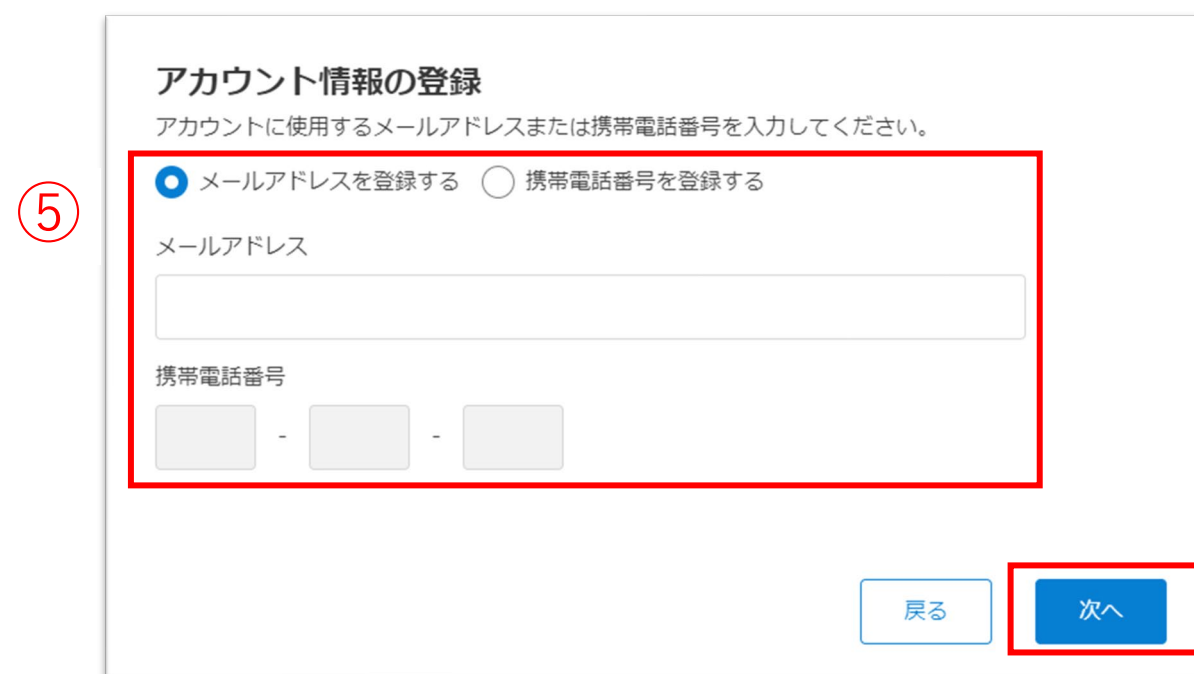 アカウント情報の登録
アカウントに使用するメールアドレスまたは携帯電話番号を入力してください。
メールアドレスを登録する 携帯電話番号を登録する
⑤
メールアドレス
携帯電話番号
- -
戻る 次へ